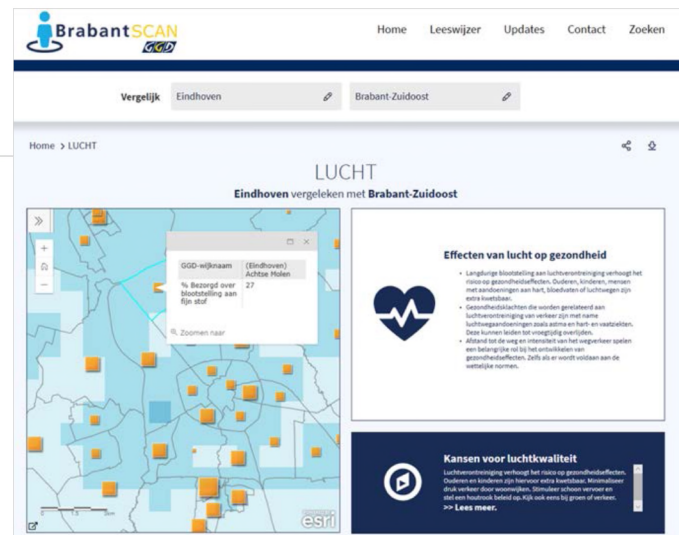 BrabantSCAN
GGD
Home Leeswijzer Updates Contact Zoeken
Vergelijk Eindhoven Brabant-Zuidoost
Home > LUCHT
LUCHT
Eindhoven vergeleken met Brabant-Zuidoost
GGD-wijknaam (Eindhoven)
Achtse Molen
% Bezorgd over 27
blootstelling aan
fijn stof
Zoomen naar
esri
Effecten van lucht op gezondheid
• Langdurige blootstelling aan luchtverontreiniging verhoogt het
risico op gezondheidseffecten. Ouderen, kinderen, mensen
met aandoeningen aan hart, bloedvaten of luchtwegen zijn
extra kwetsbaar.
• Gezondheidsklachten die worden gerelateerd aan
luchtverontreiniging van verkeer zijn met name
luchtwegaandoeningen zoals astma en hart- en vaatziekten.
Deze kunnen leiden tot vroegtijdig overlijden.
• Afstand tot de weg en intensiteit van het wegverkeer spelen
een belangrijke rol bij het ontwikkelen van
gezondheidseffecten. Zelfs als er wordt voldaan aan de
wettelijke normen.
Kansen voor luchtkwaliteit
Luchtverontreiniging verhoogt het risico op gezondheidseffecten.
Ouderen en kinderen zijn hiervoor extra kwetsbaar. Minimaliseer
druk verkeer door woonwijken. Stimuleer schoon vervoer en
stel een houtrook beleid op. Kijk ook eens bij groen of verkeer.
>> Lees meer.